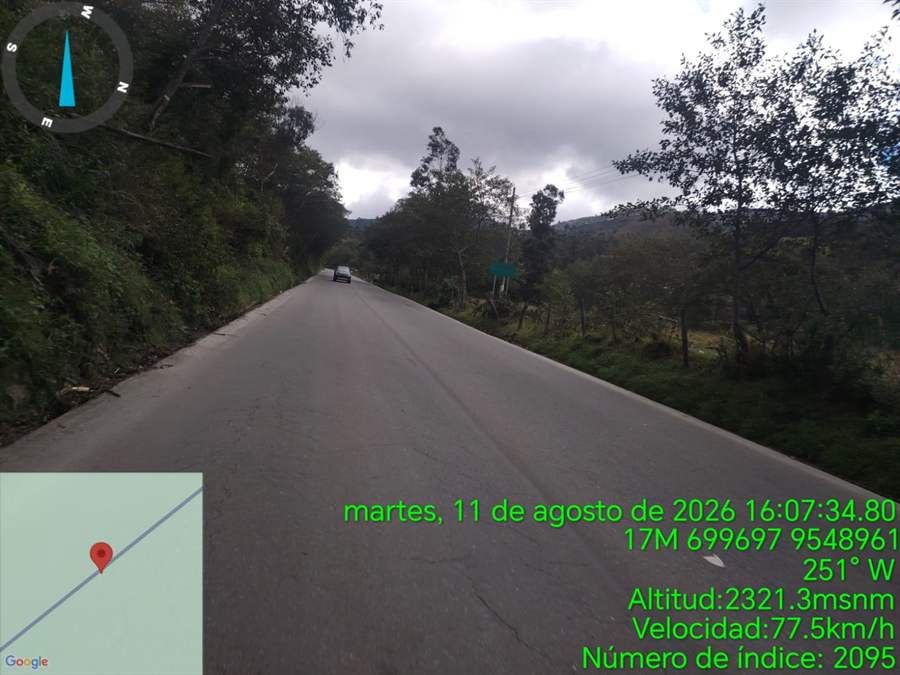 W
S
N
E
martes, 11 de agosto de 2026 16:07:34.80
17M 699697 9548961
251° W
Altitud:2321.3msnm
Velocidad:77.5km/h
Número de índice: 2095
Google